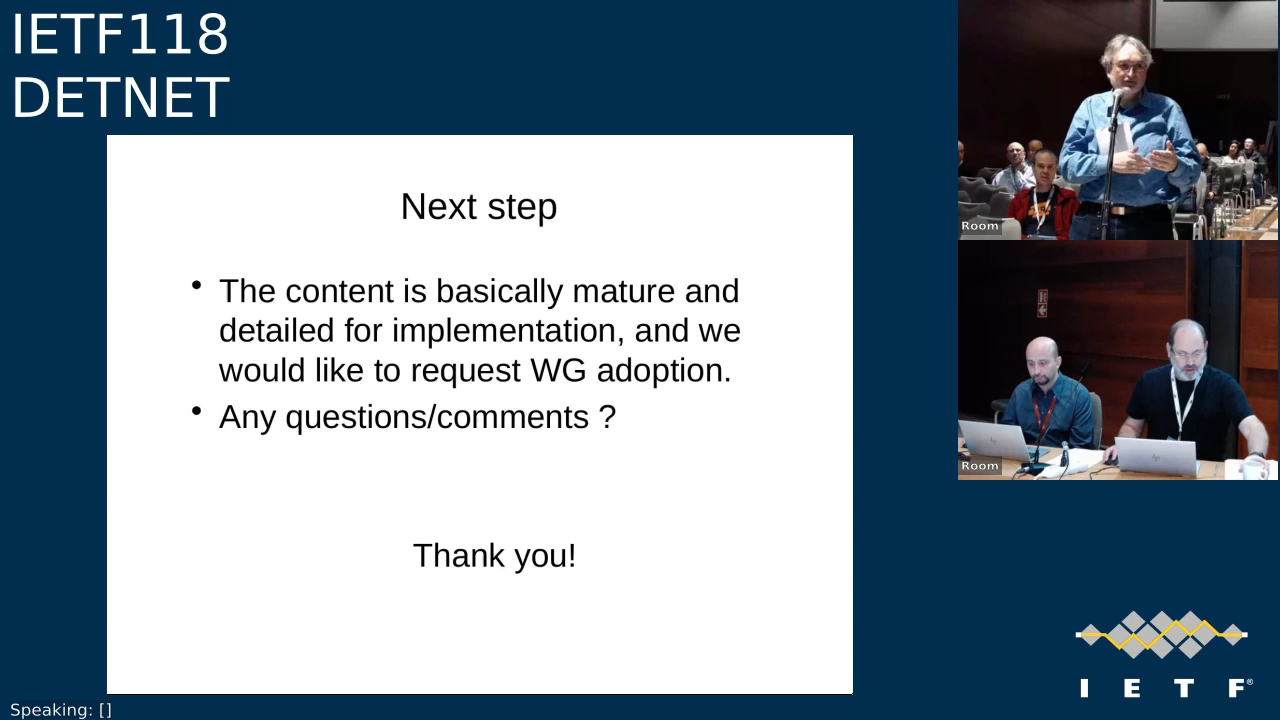 IETF118
DETNET
Next step
• The content is basically mature and
detailed for implementation, and we
would like to request WG adoption.
• Any questions/comments ?
Thank you!
Room
Room
I E T F®
Speaking: []